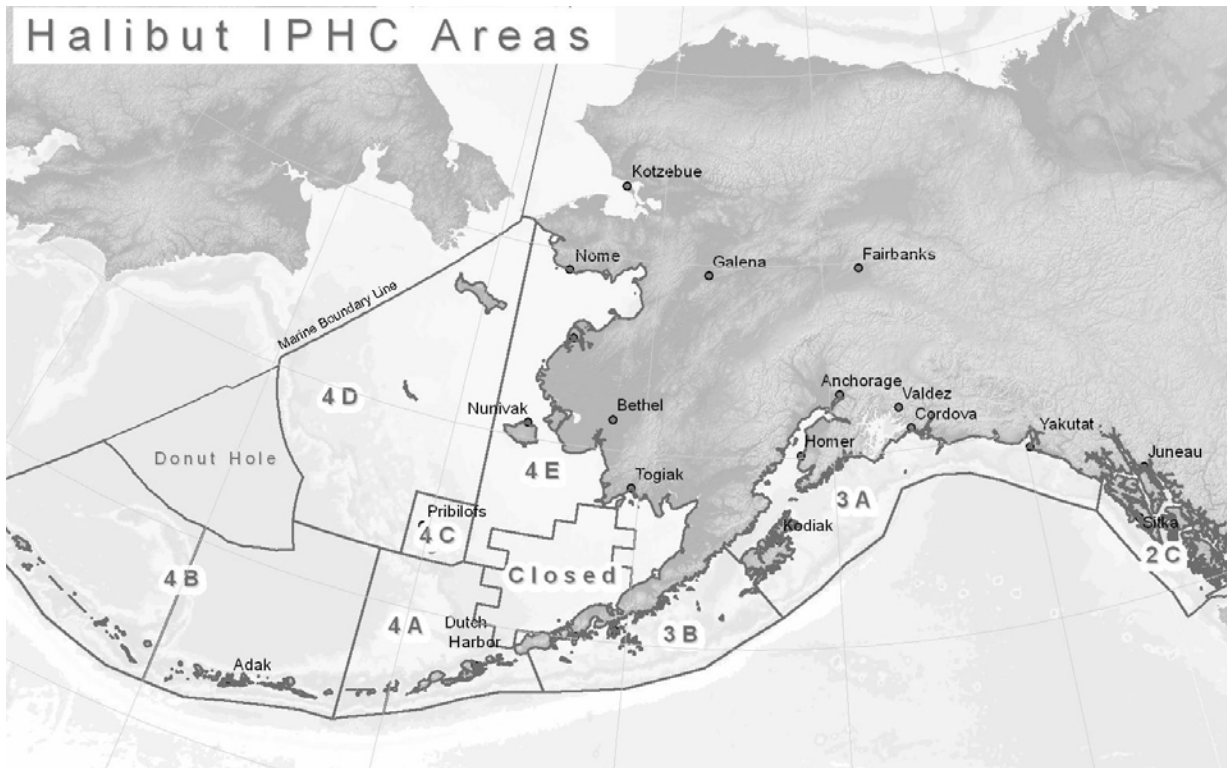 Halibut IPHC Areas
Kotzebue
Nome
Galena
Fairbanks
Marine Boundary Line
4 D
Anchorage
Valdez
Nunivak
Bethel
Cordova
Yakutat
Donut Hole
Homer
Juneau
4 E
Togiak
3 A
Pribilofs
Kodiak
Sitka
4 C
2 C
4 B
Closed
4 A
Dutch
Harbor
3 B
Adak